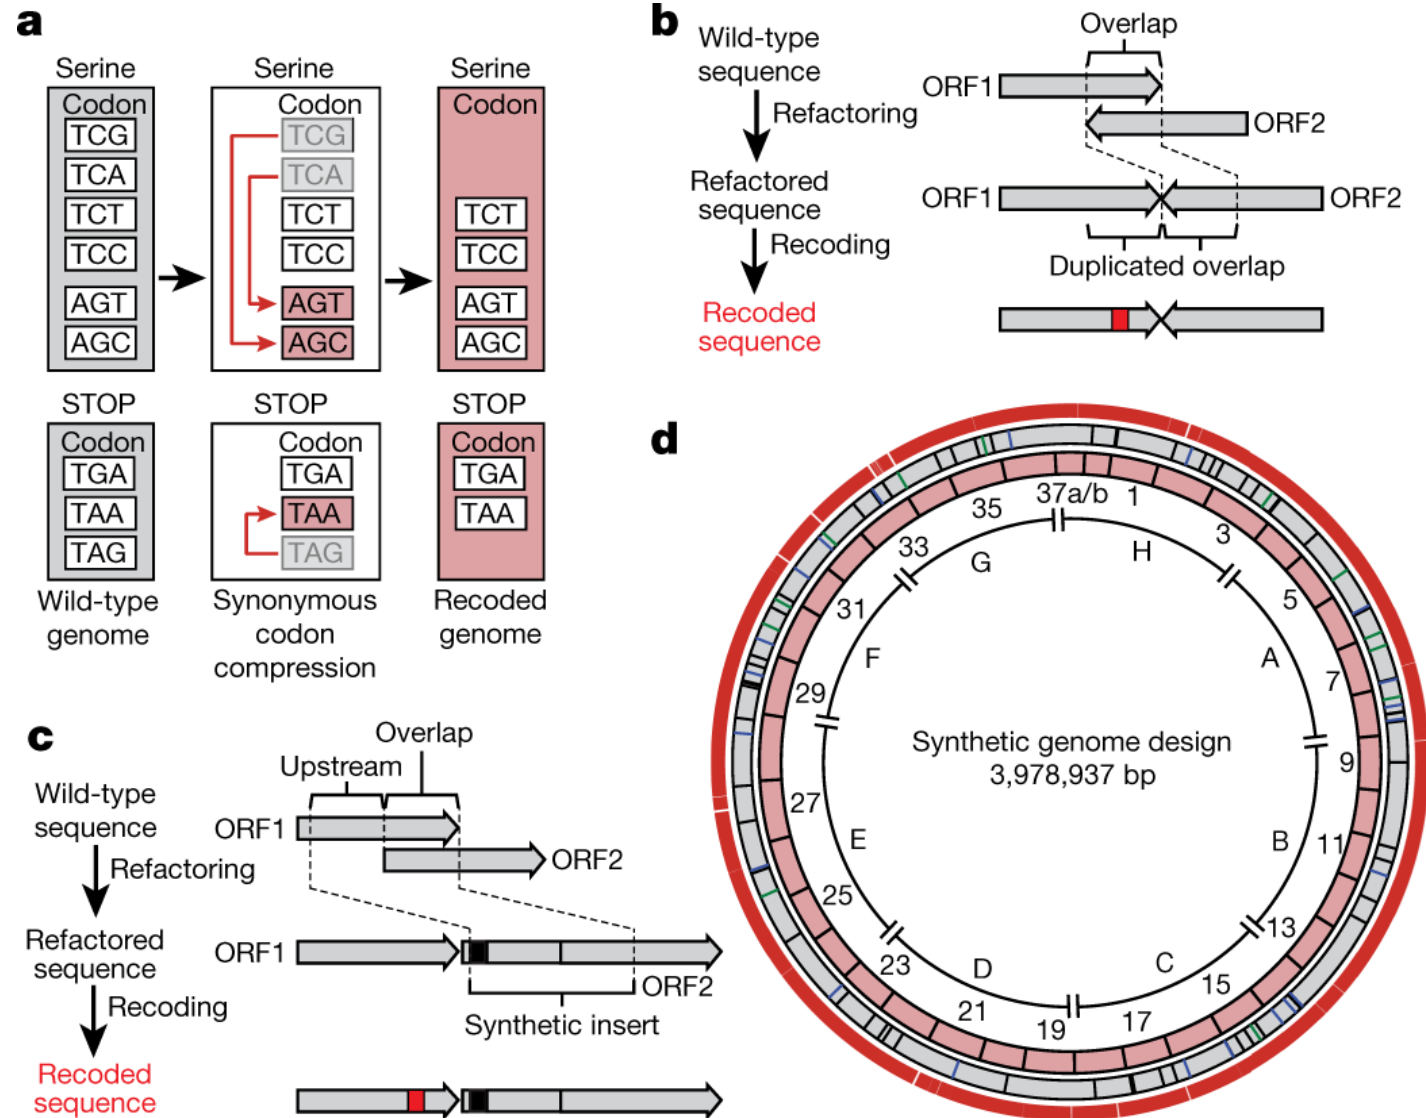 a
Serine
Codon
TCG
TCA
TCT
TCC
AGT
AGC
STOP
Codon
TGA
TAA
TAG
Wild-type
genome
Serine
Codon
TCG
TCA
TCT
TCC
AGT
AGC
STOP
Codon
TGA
TAA
TAG
Synonymous
codon
compression
Serine
Codon
TCT
TCC
AGT
AGC
STOP
Codon
TGA
TAA
Recoded
genome
b
Wild-type
sequence
Refactoring
Refactored
sequence
Recoding
Recoded
sequence
Overlap
ORF1
ORF2
ORF1
ORF2
Duplicated overlap
c
Wild-type
sequence
Refactoring
Refactored
sequence
Recoding
Recoded
sequence
Overlap
Upstream
ORF1
ORF2
ORF1
ORF2
Synthetic insert
d
37a/b
1
3
5
7
9
11
13
15
17
19
21
23
25
27
29
31
33
35
H
A
B
C
D
E
F
G
Synthetic genome design
3,978,937 bp